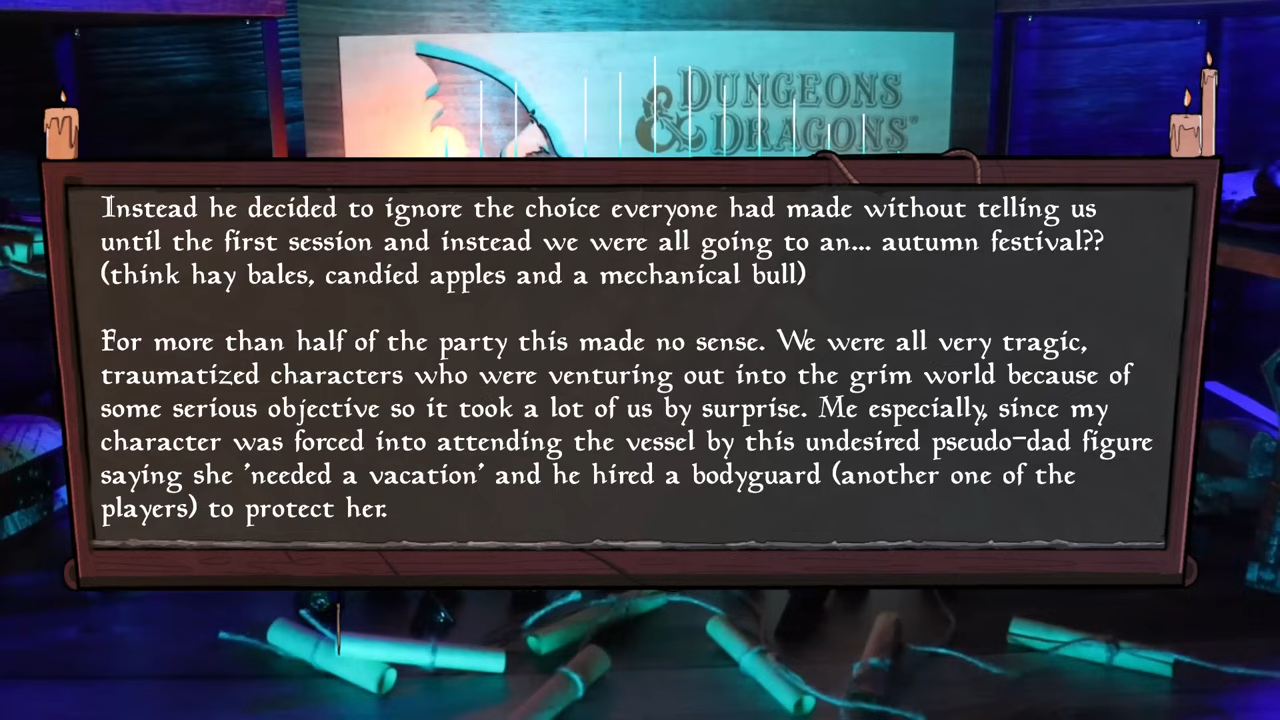 DUNGEONS
& DRAGONS®
Instead he decided to ignore the choice everyone had made without telling us
until the first session and instead we were all going to an... autumn festival??
(think hay bales, candied apples and a mechanical bull)
For more than half of the party this made no sense. We were all very tragic,
traumatized characters who were venturing out into the grim world because of
some serious objective so it took a lot of us by surprise. Me especially, since my
character was forced into attending the vessel by this undesired pseudo-dad figure
saying she 'needed a vacation' and he hired a bodyguard (another one of the
players) to protect her.